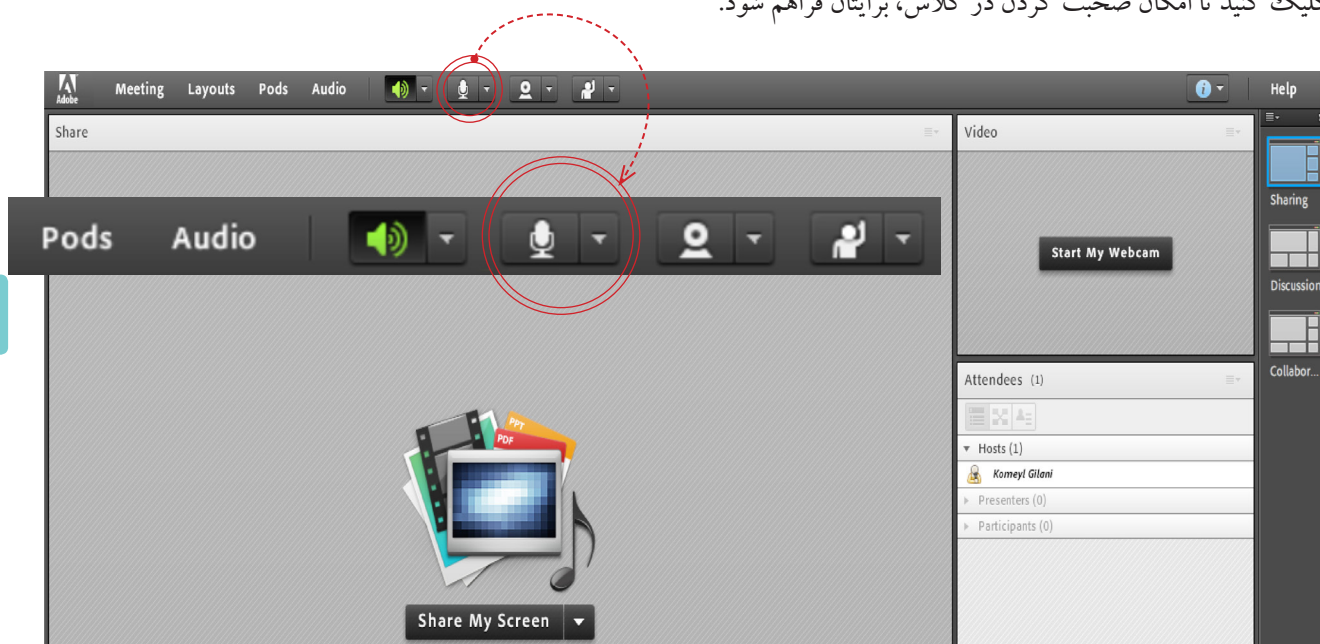 کلیک کنید تا امکان صحبت کردن در کلاس، برایتان فراهم شود.
Adobe Meeting Layouts Pods Audio Help
Share
Video
Pods Audio
Start My Webcam
Sharing
Discussion
Collabor...
Attendees (1)
Hosts (1)
Komeyl Gilani
Presenters (0)
Participants (0)
PPT
PDF
Share My Screen